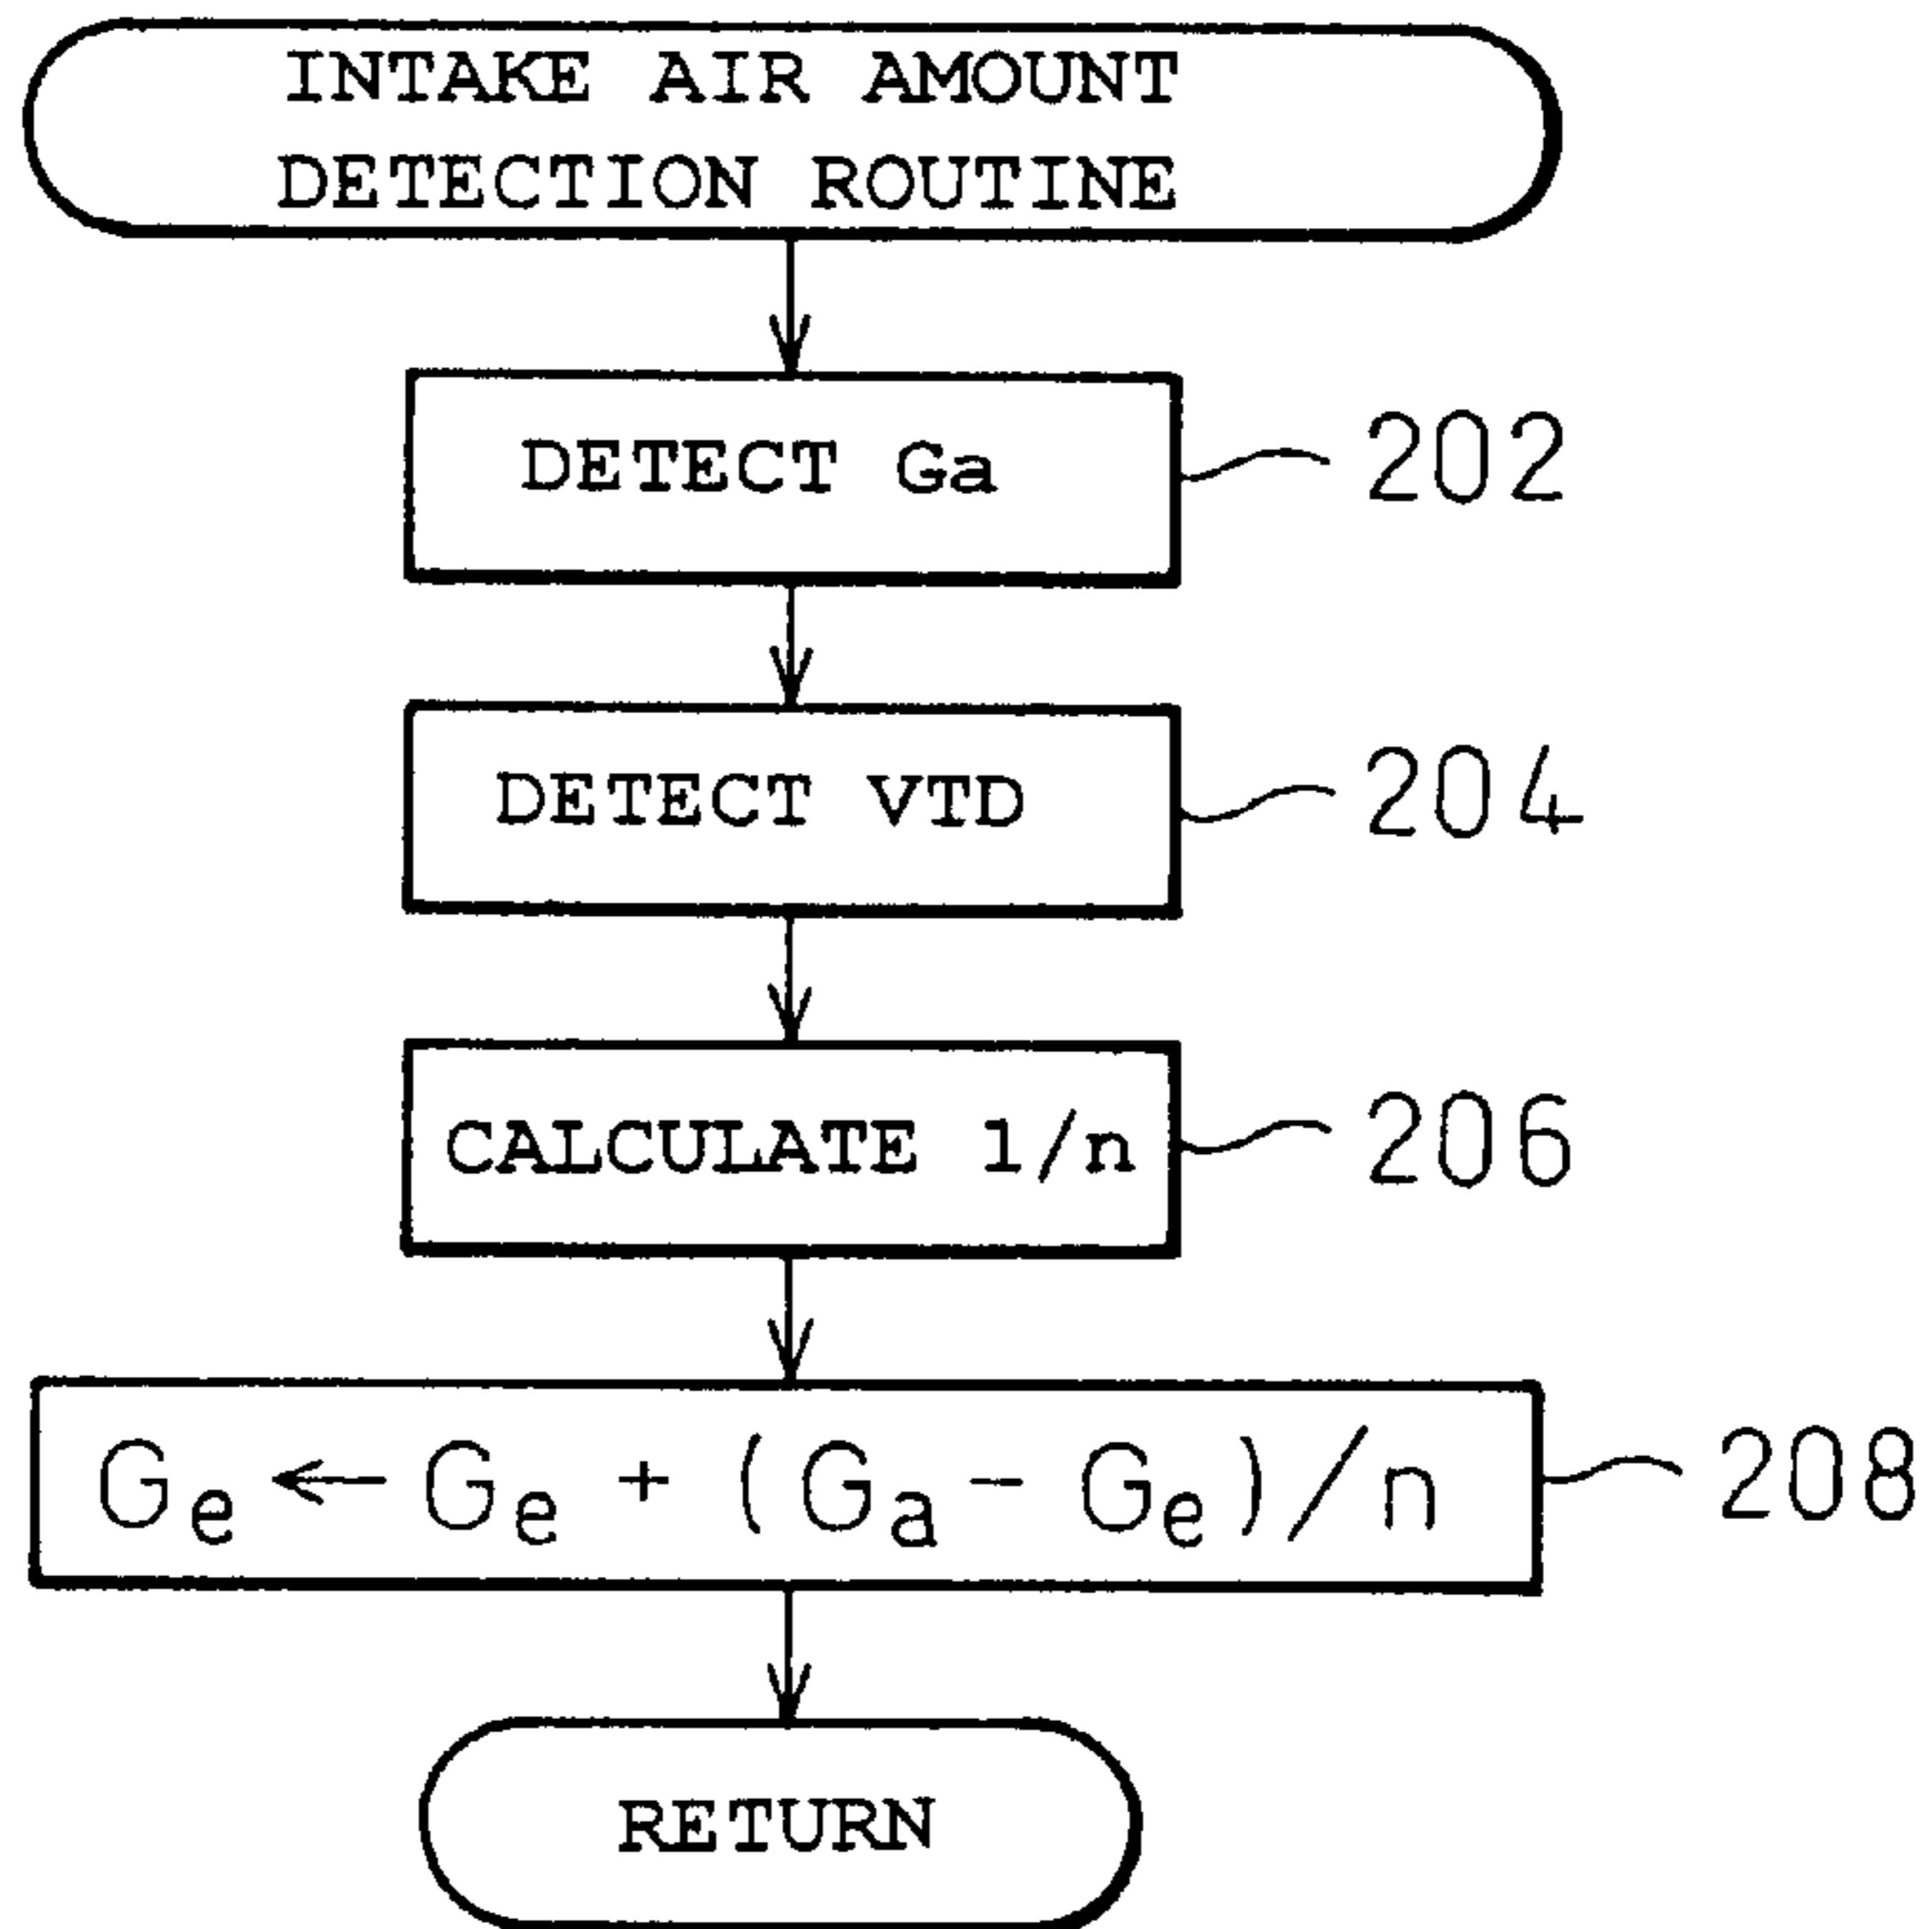 INTAKE AIR AMOUNT
DETECTION ROUTINE
DETECT Ga
202
DETECT VTD
204
CALCULATE 1/n
206
Ge ← Ge + (Ga - Ge)/n
208
RETURN